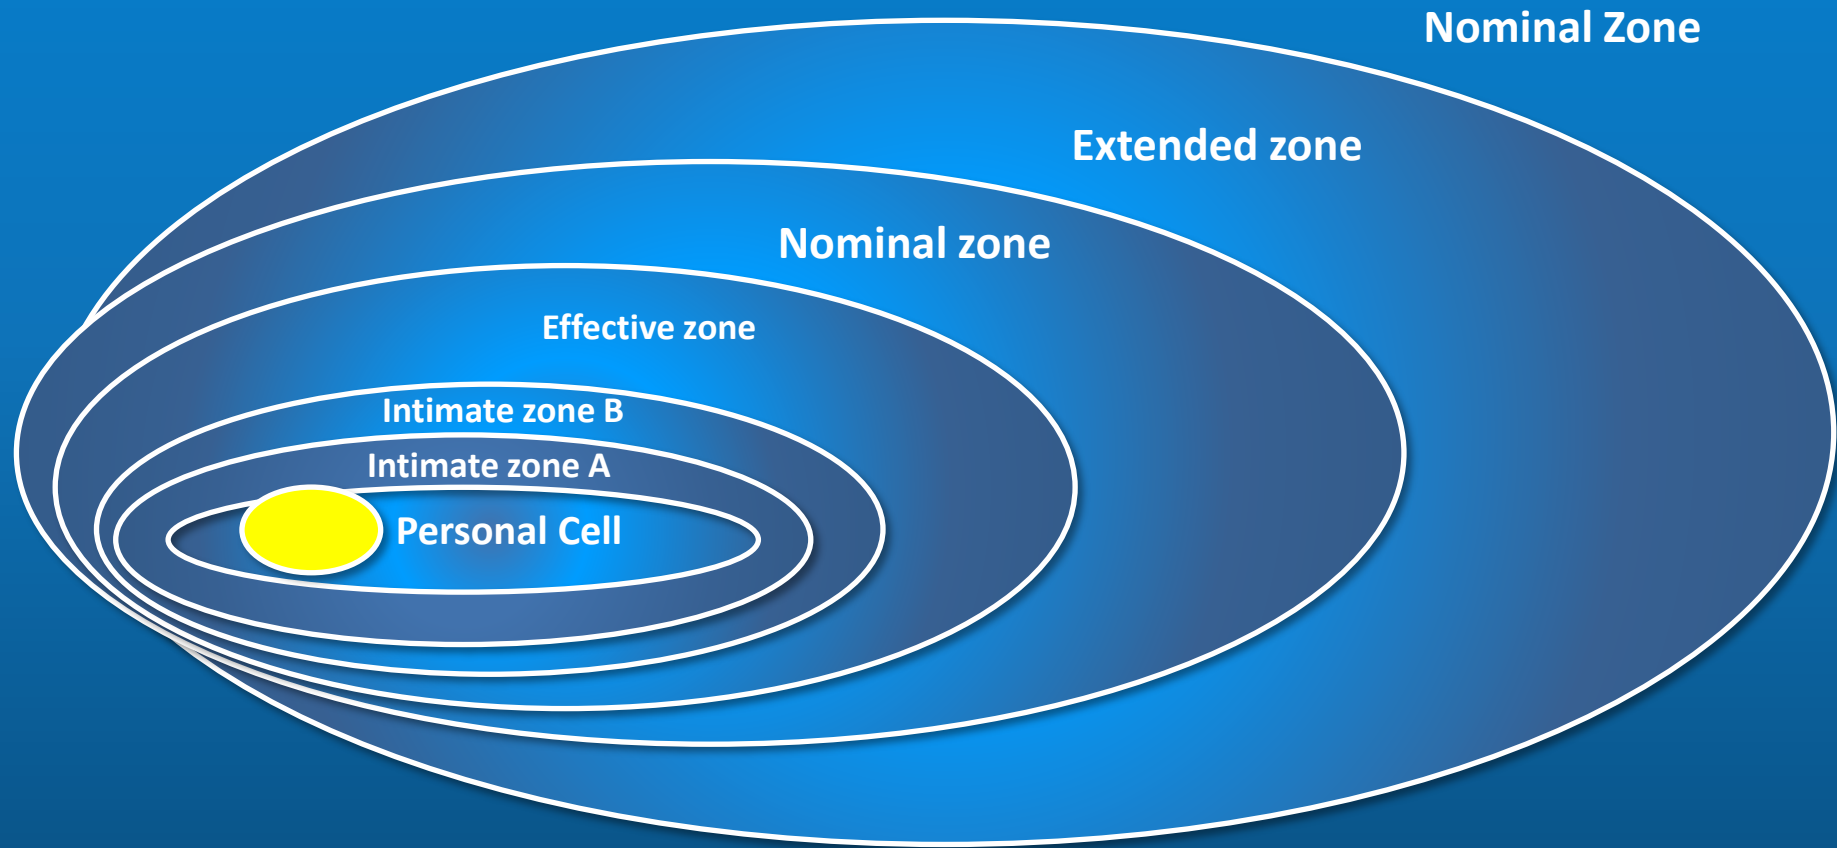 Nominal Zone
Extended zone
Nominal zone
Effective zone
Intimate zone B
Intimate zone A
Personal Cell